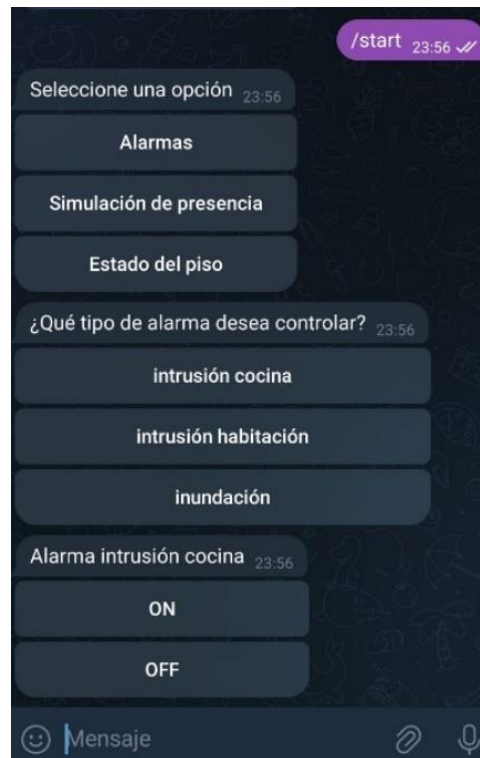 /start 23:56
Seleccione una opción 23:56
Alarmas
Simulación de presencia
Estado del piso
¿Qué tipo de alarma desea controlar? 23:56
intrusión cocina
intrusión habitación
inundación
Alarma intrusión cocina 23:56
ON
OFF
Mensaje